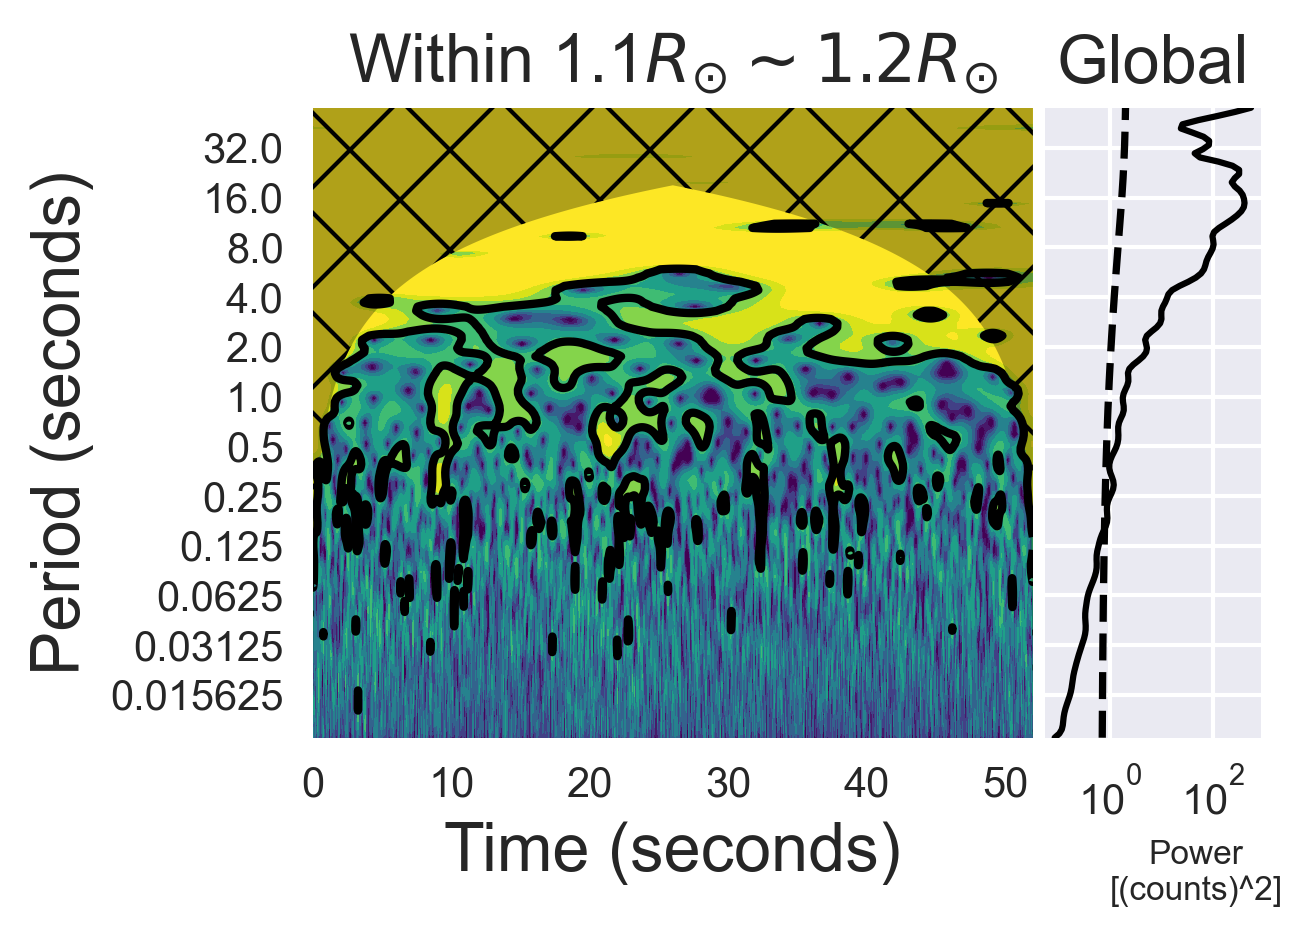 Within 1.1R☉ ~ 1.2R☉
Global
Period (seconds)
32.0
16.0
8.0
4.0
2.0
1.0
0.5
0.25
0.125
0.0625
0.03125
0.015625
0 10 20 30 40 50
Time (seconds)
10^0 10^2
Power
[(counts)^2]